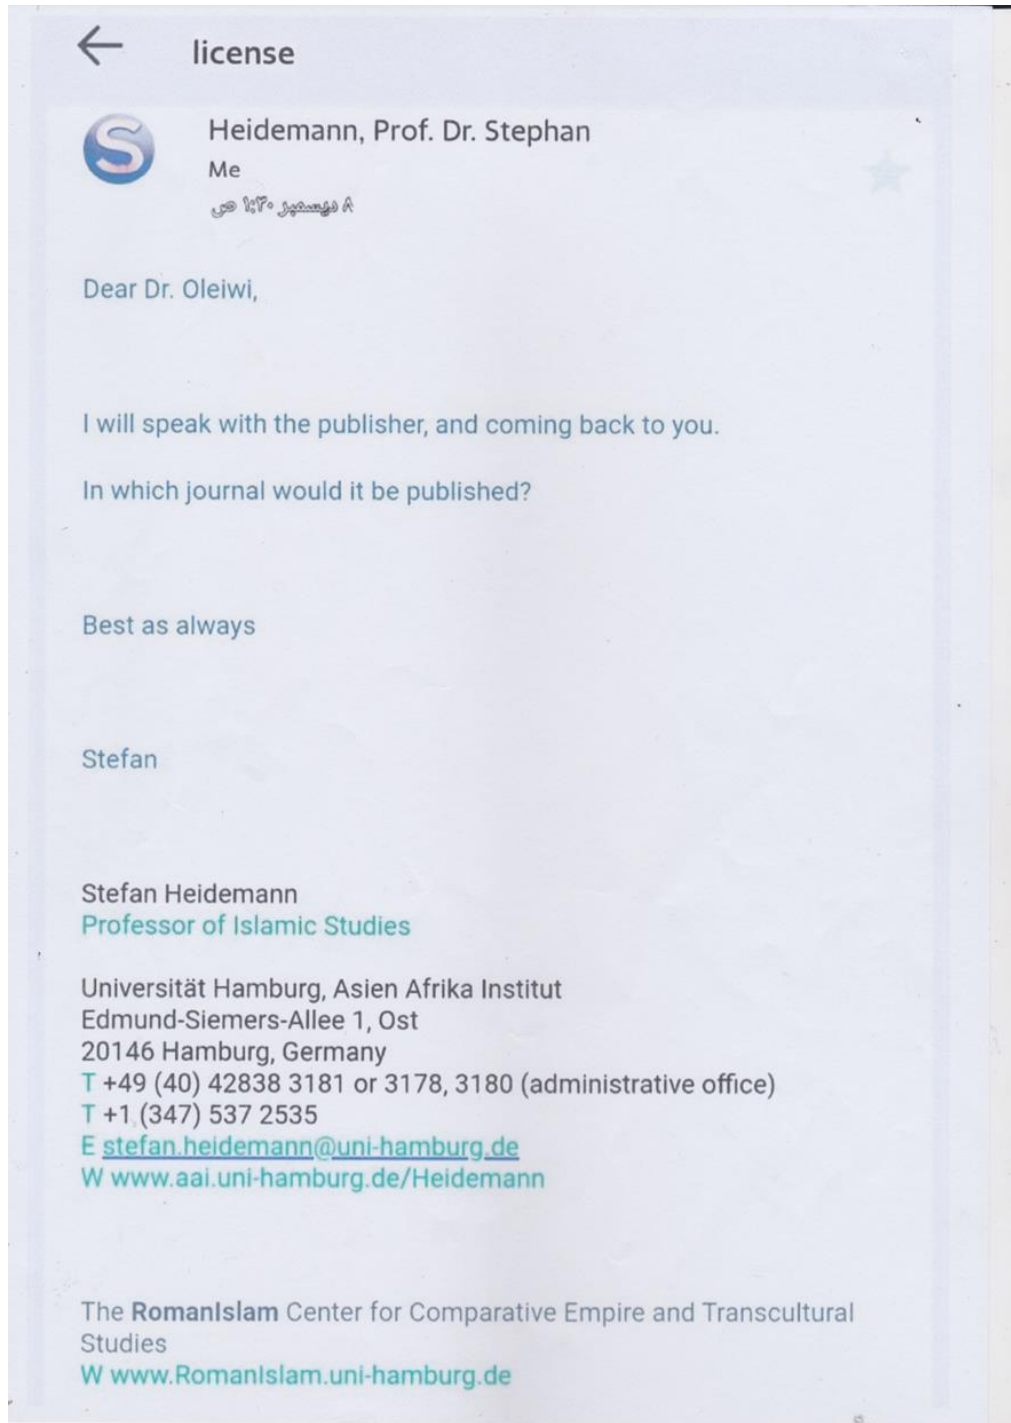 license
S
Heidemann, Prof. Dr. Stephan
Me
٨ ديسمبر ١:٣٠ ص
Dear Dr. Oleiwi,
I will speak with the publisher, and coming back to you.
In which journal would it be published?
Best as always
Stefan
Stefan Heidemann
Professor of Islamic Studies
Universität Hamburg, Asien Afrika Institut
Edmund-Siemers-Allee 1, Ost
20146 Hamburg, Germany
T +49 (40) 42838 3181 or 3178, 3180 (administrative office)
T +1 (347) 537 2535
E stefan.heidemann@uni-hamburg.de
W www.aai.uni-hamburg.de/Heidemann
The RomanIslam Center for Comparative Empire and Transcultural
Studies
W www.RomanIslam.uni-hamburg.de